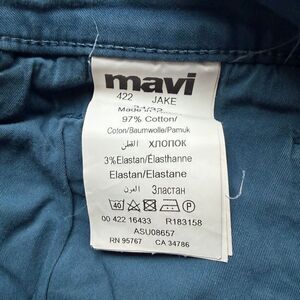 mavi
422 JAKE
97% Cotton/
Coton/Baumwolle/Pamuk
القطن ХЛОПОК
3%Elastan/Élasthanne
Elastan/Elastane
العرن Эластан
40
00 422 16433 R183158
ASU08657
RN 95767 CA 34786